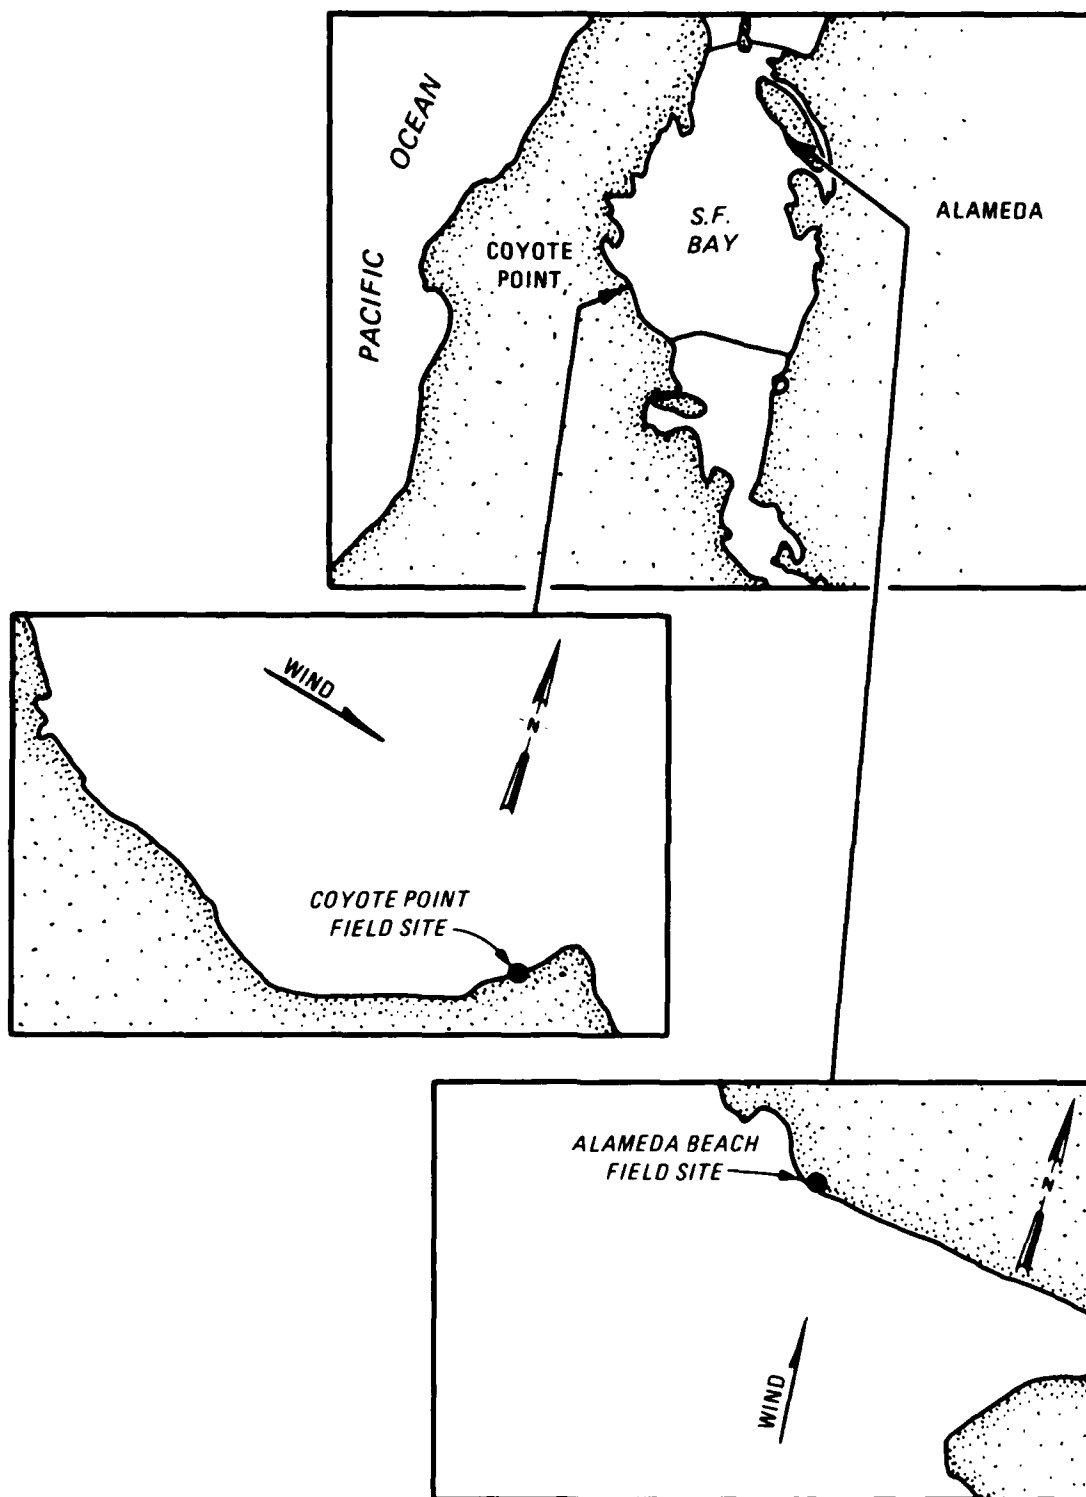 PACIFIC OCEAN
S.F.
BAY
ALAMEDA
COYOTE
POINT
WIND
N
COYOTE POINT
FIELD SITE
ALAMEDA BEACH
FIELD SITE
N
WIND